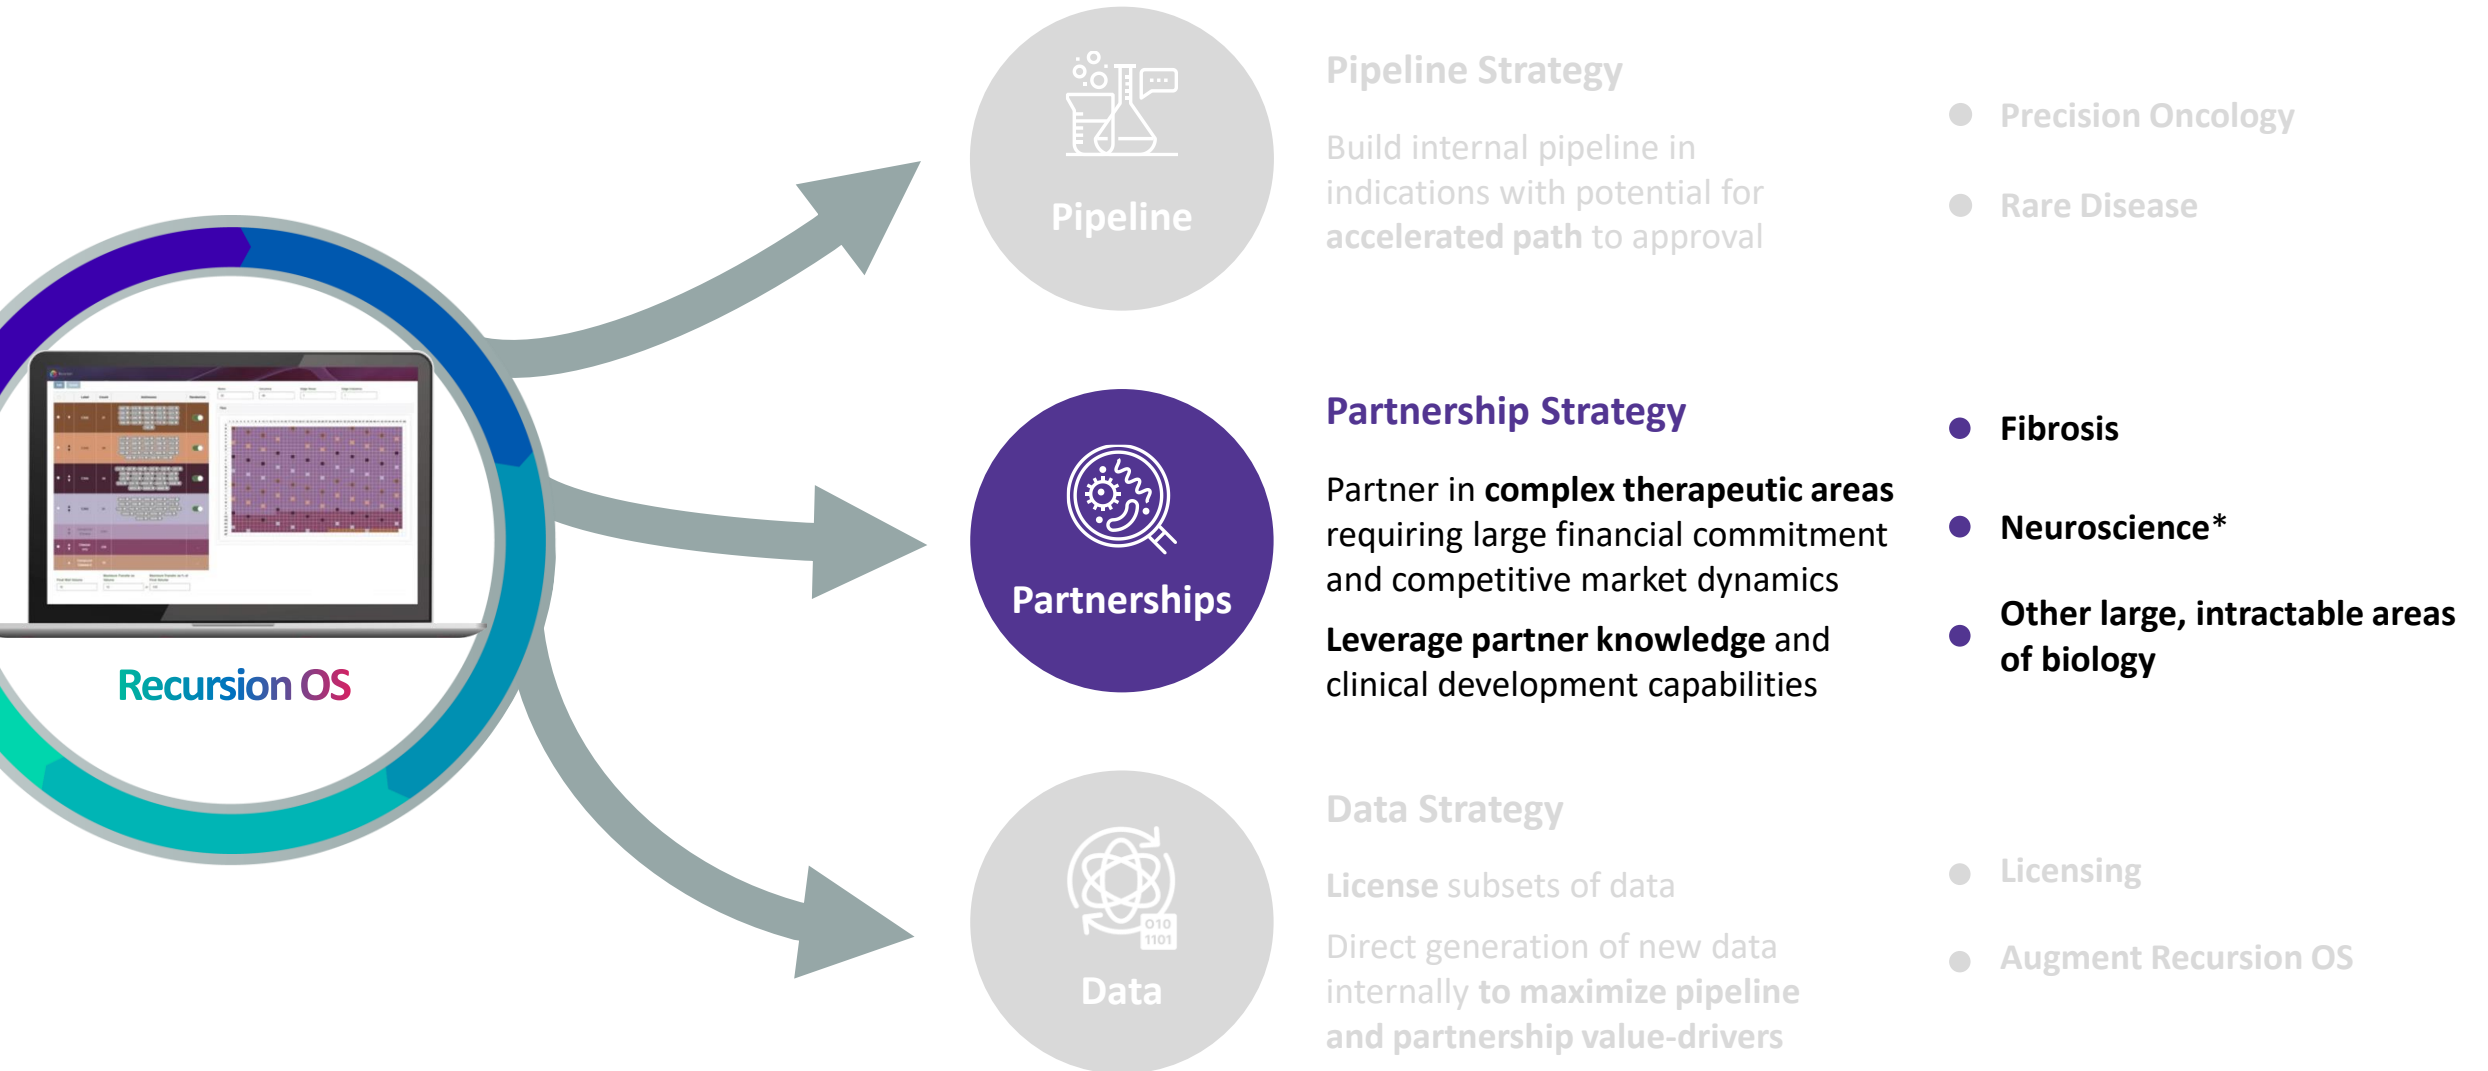 Pipeline
Pipeline Strategy
Build internal pipeline in
indications with potential for
accelerated path to approval
Precision Oncology
Rare Disease
Recursion OS
Partnerships
Partnership Strategy
Partner in complex therapeutic areas
requiring large financial commitment
and competitive market dynamics
Leverage partner knowledge and
clinical development capabilities
Fibrosis
Neuroscience*
Other large, intractable areas
of biology
010
1101
Data
Data Strategy
License subsets of data
Direct generation of new data
internally to maximize pipeline
and partnership value-drivers
Licensing
Augment Recursion OS